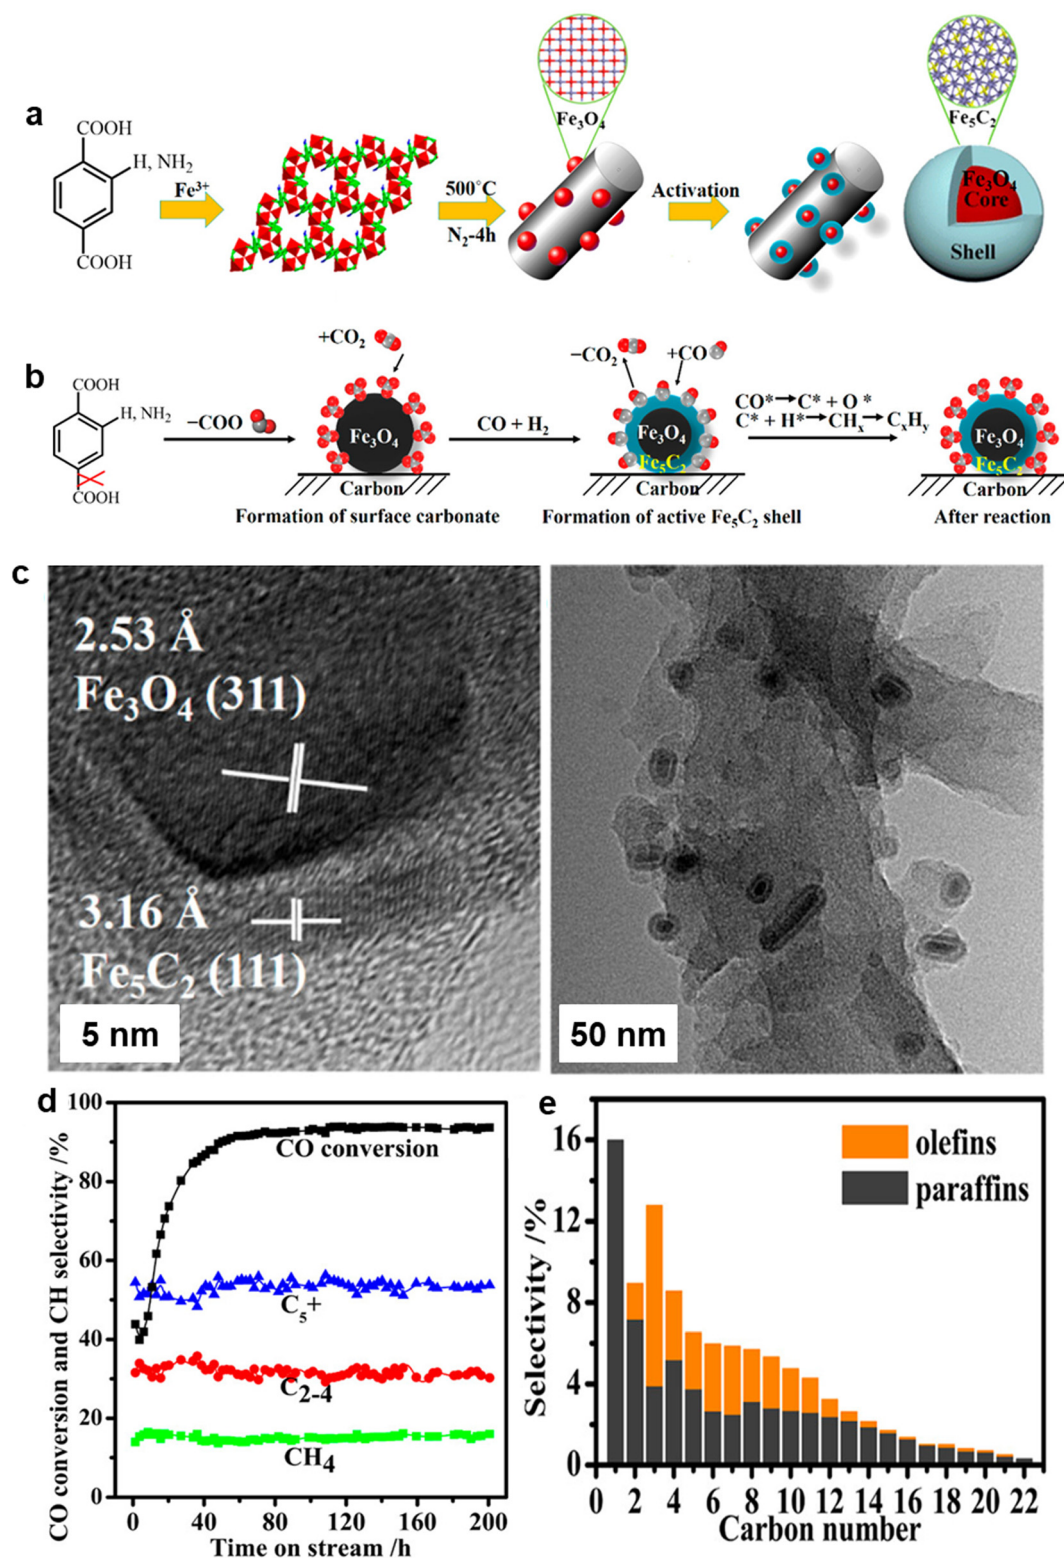 a
COOH
H, NH₂
COOH
Fe³⁺
500°C
N₂-4h
Fe₃O₄
Activation
Fe₅C₂
Fe₃O₄
Core
Shell
b
COOH
H, NH₂
COOH
−COO
+CO₂
Fe₃O₄
Carbon
Formation of surface carbonate
CO + H₂
−CO₂
+CO
Fe₃O₄
Fe₅C₂
Carbon
Formation of active Fe₅C₂ shell
CO*→C* + O *
C* + H*→CHₓ→CₓHᵧ
Fe₃O₄
Fe₅C₂
Carbon
After reaction
c
2.53 Å
Fe₃O₄ (311)
3.16 Å
Fe₅C₂ (111)
5 nm
50 nm
d
CO conversion and CH selectivity /%
100
80
60
40
20
0
CO conversion
C₅+
C₂₋₄
CH₄
0 40 80 120 160 200
Time on stream /h
e
Selectivity /%
16
12
8
4
0
olefins
paraffins
0 2 4 6 8 10 12 14 16 18 20 22
Carbon number